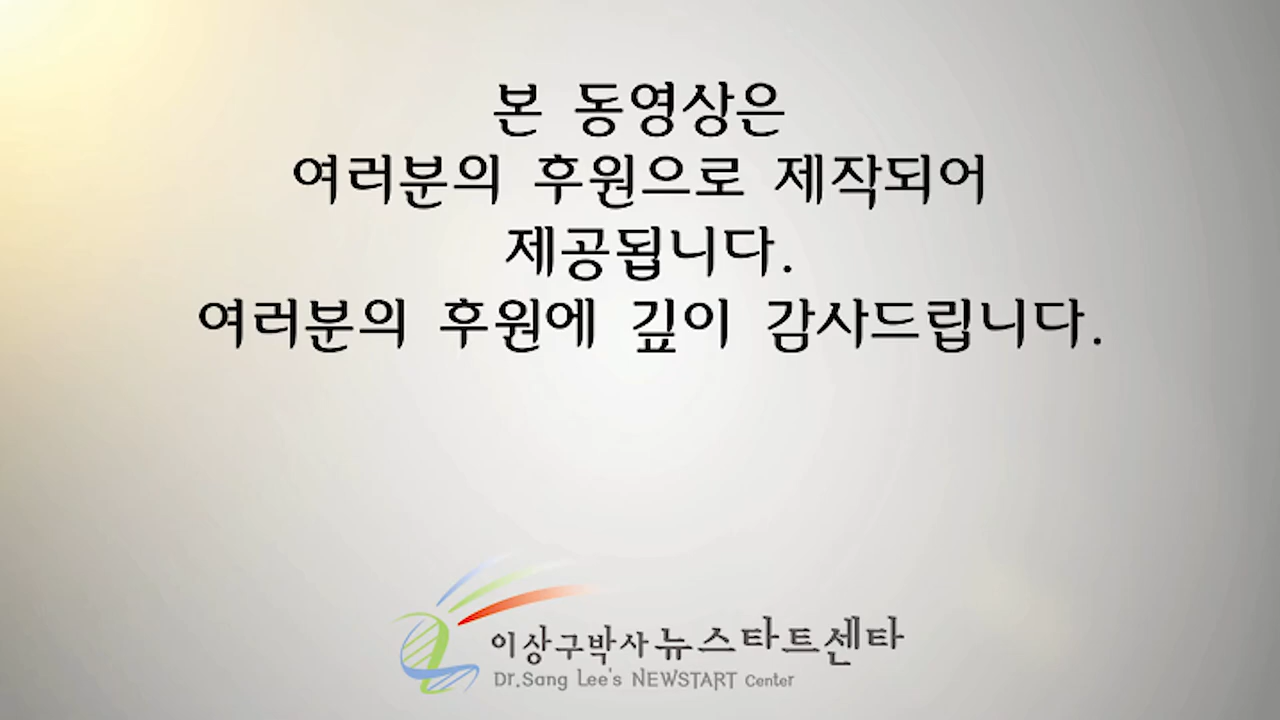 본 동영상은
여러분의 후원으로 제작되어
제공됩니다.
여러분의 후원에 깊이 감사드립니다.
이상구박사 뉴스타트센타
Dr.Sang Lee's NEWSTART Center